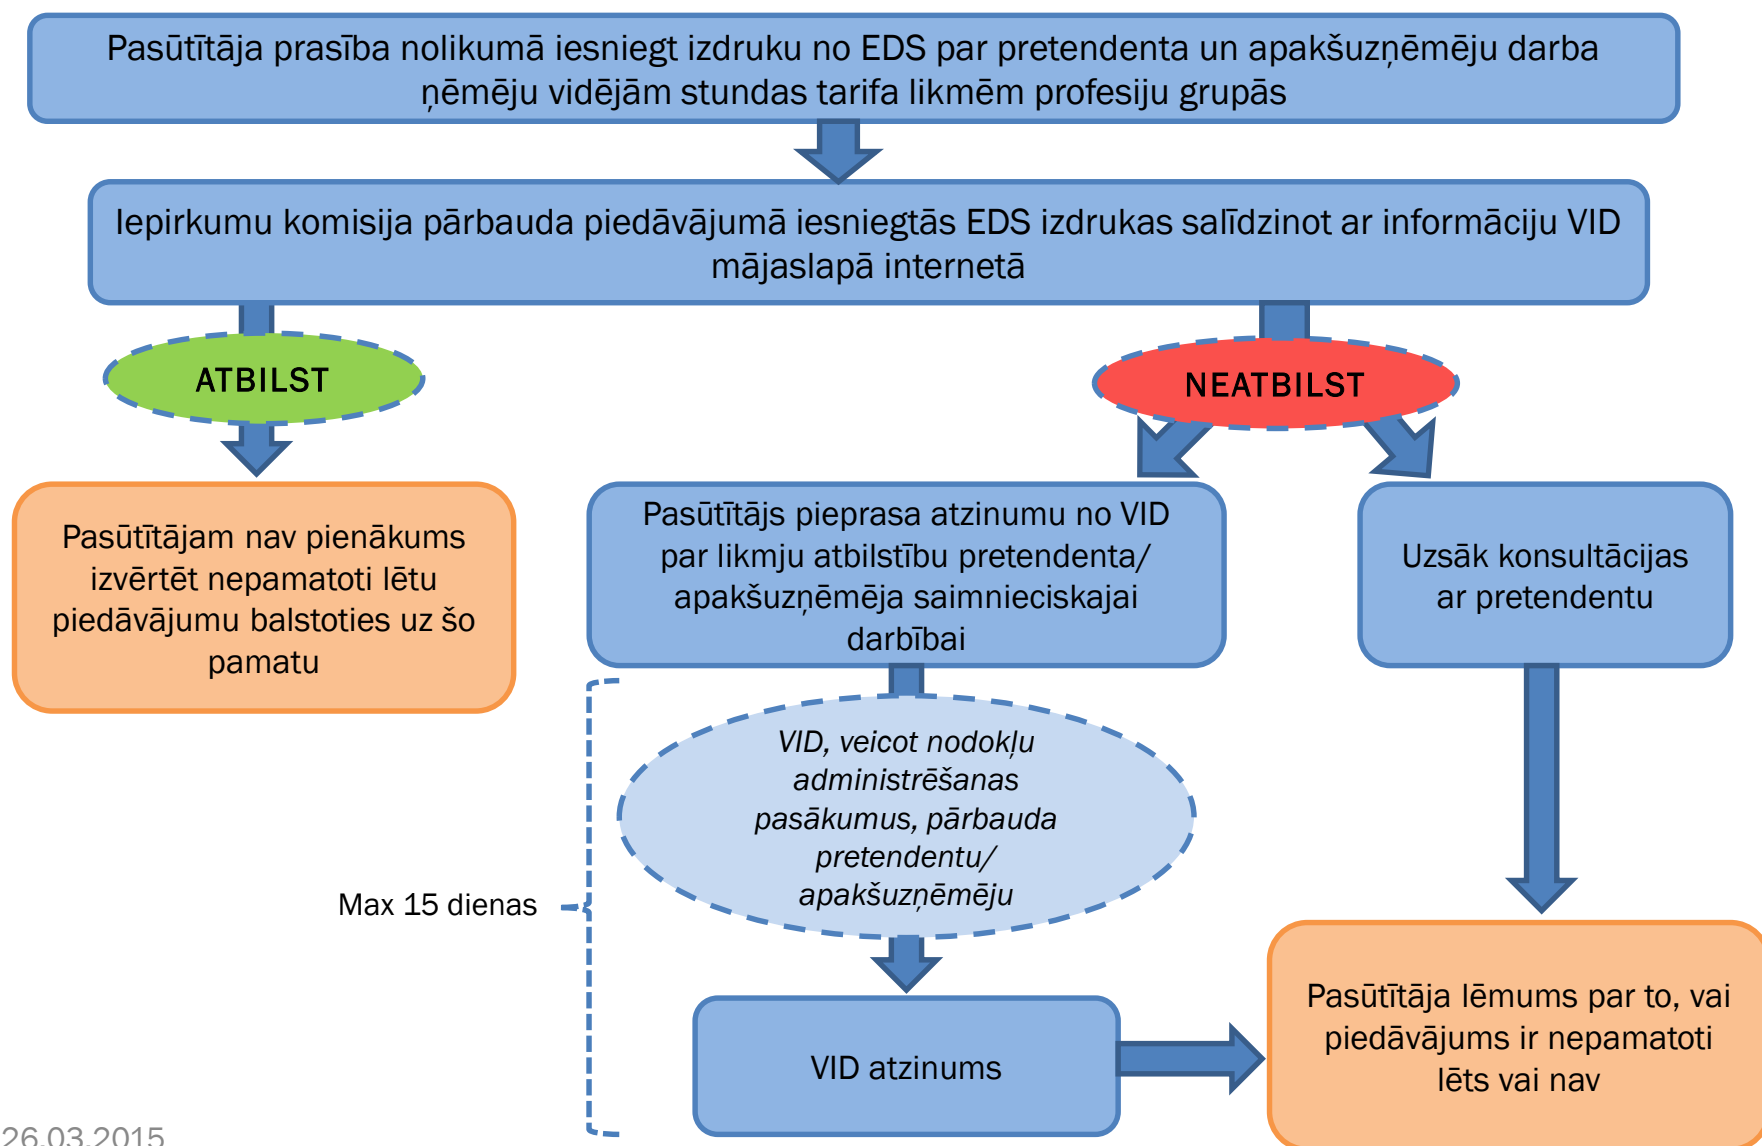 Pasūtītāja prasība nolikumā iesniegt izdruku no EDS par pretendenta un apakšuzņēmēju darba
ņēmēju vidējām stundas tarifa likmēm profesiju grupās
Iepirkumu komisija pārbauda piedāvājumā iesniegtās EDS izdrukas salīdzinot ar informāciju VID
mājaslapā internetā
ATBILST
NEATBILST
Pasūtītājam nav pienākums
izvērtēt nepamatoti lētu
piedāvājumu balstoties uz šo
pamatu
Pasūtītājs pieprasa atzinumu no VID
par likmju atbilstību pretendenta/
apakšuzņēmēja saimnieciskajai
darbībai
Uzsāk konsultācijas
ar pretendentu
VID, veicot nodokļu
administrēšanas
pasākumus, pārbauda
pretendentu/
apakšuzņēmēju
Max 15 dienas
VID atzinums
Pasūtītāja lēmums par to, vai
piedāvājums ir nepamatoti
lēts vai nav
26.03.2015